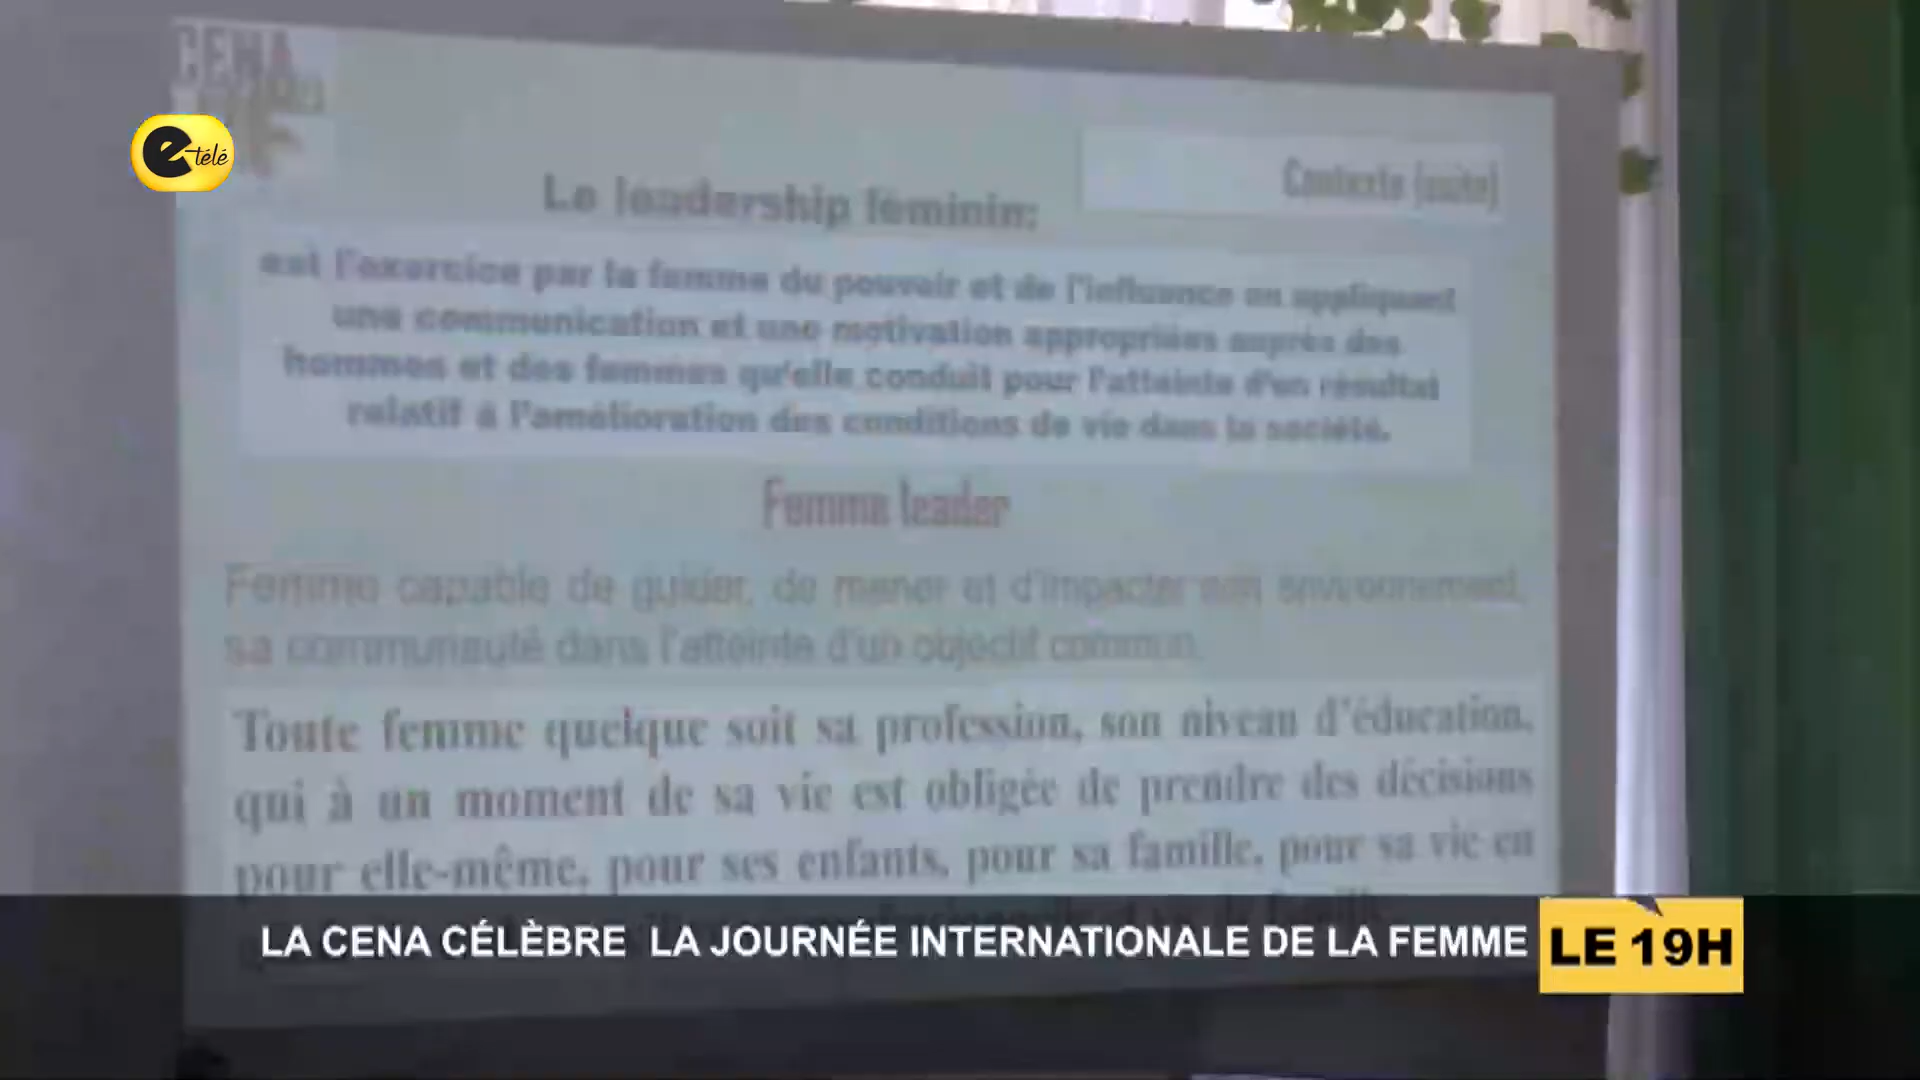 CENA
e-télé
Contexte (suite)
Le leadership féminin:
est l'exercice par la femme du pouvoir et de l'influence en appliquant
une communication et une motivation appropriées auprès des
hommes et des femmes qu'elle conduit pour l'atteinte d'un résultat
relatif à l'amélioration des conditions de vie dans la société.
Femme leader
Femme capable de guider, de mener et d'impacter son environnement,
sa communauté dans l'atteinte d'un objectif commun.
Toute femme quelque soit sa profession, son niveau d'éducation,
qui à un moment de sa vie est obligée de prendre des décisions
pour elle-même, pour ses enfants, pour sa famille, pour sa vie en
LA CENA CÉLÈBRE LA JOURNÉE INTERNATIONALE DE LA FEMME
LE 19H